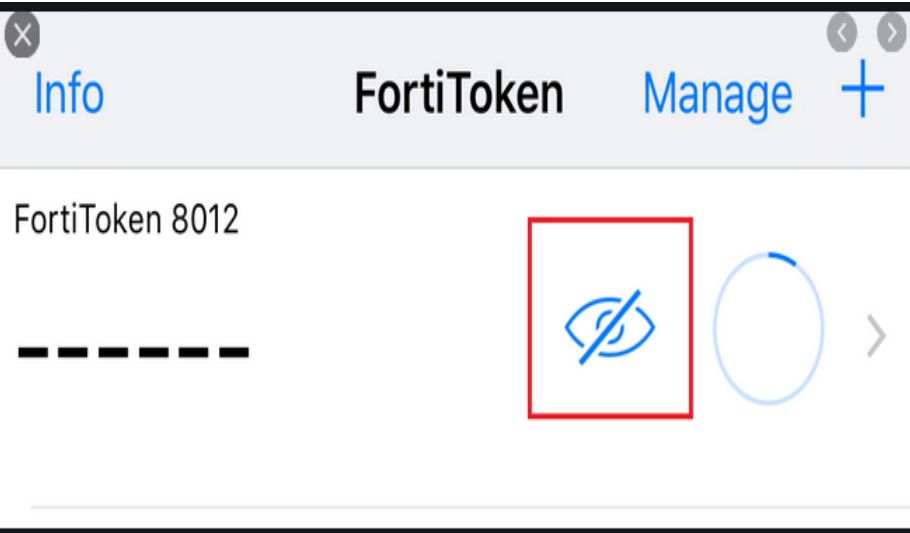 Info FortiToken Manage +
FortiToken 8012
------